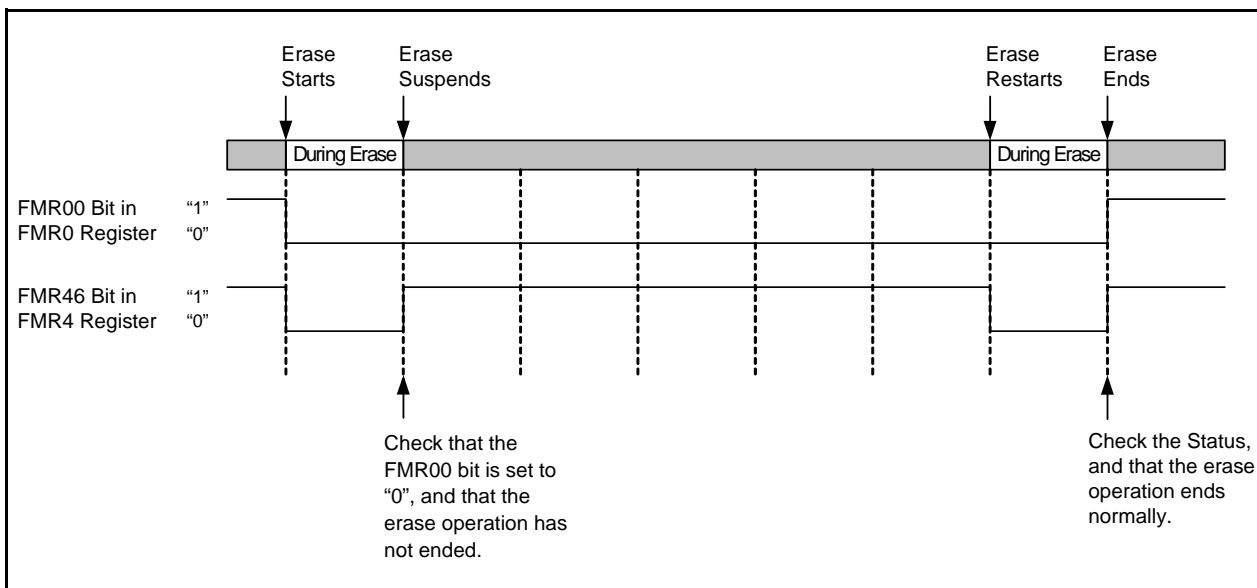 Erase
Starts
Erase
Suspends
Erase
Restarts
Erase
Ends
During Erase
During Erase
FMR00 Bit in “1”
FMR0 Register “0”
FMR46 Bit in “1”
FMR4 Register “0”
Check that the
FMR00 bit is set to
“0”, and that the
erase operation has
not ended.
Check the Status,
and that the erase
operation ends
normally.